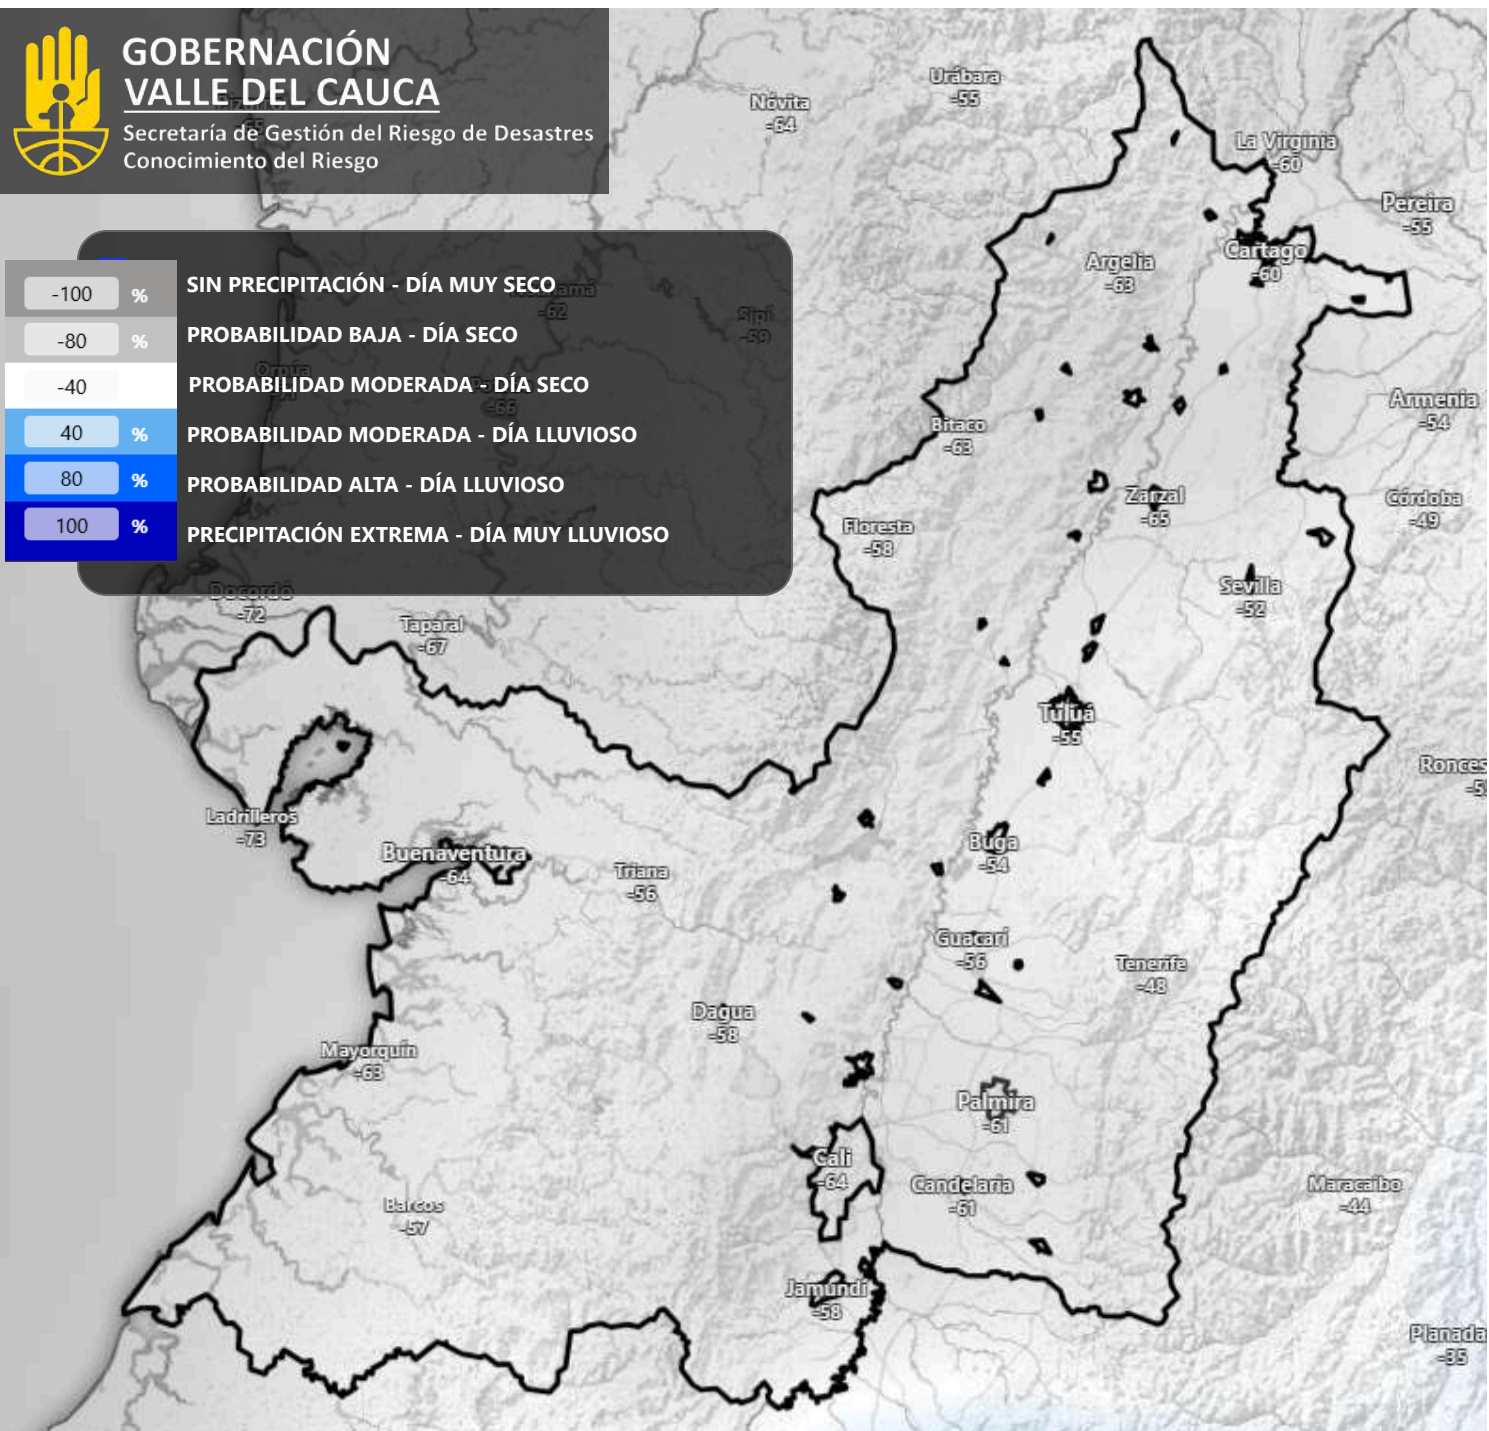 GOBERNACIÓN
VALLE DEL CAUCA
Secretaría de Gestión del Riesgo de Desastres
Conocimiento del Riesgo
-100 % SIN PRECIPITACIÓN - DÍA MUY SECO
-80 % PROBABILIDAD BAJA - DÍA SECO
-40 PROBABILIDAD MODERADA - DÍA SECO
40 % PROBABILIDAD MODERADA - DÍA LLUVIOSO
80 % PROBABILIDAD ALTA - DÍA LLUVIOSO
100 % PRECIPITACIÓN EXTREMA - DÍA MUY LLUVIOSO
Urábara
-55
Nóvita
-64
La Virginia
-60
Pereira
-55
Cartago
-60
Argelia
-63
-62
Sipí
-59
-66
Armenia
-54
Bitaco
-63
Zarzal
-65
Córdoba
-49
Floresta
-58
Sevilla
-52
Docordó
-72
Taparal
-67
Tuluá
-55
Ronces
Ladrilleros
-73
Buenaventura
-64
Triana
-56
Buga
-54
Guacarí
-56
Tenerife
-48
Dagua
-58
Mayorquín
-63
Palmira
-61
Cali
-64
Candelaria
-61
Maracaibo
-44
Barcos
-57
Jamundí
-58
Planada
-35